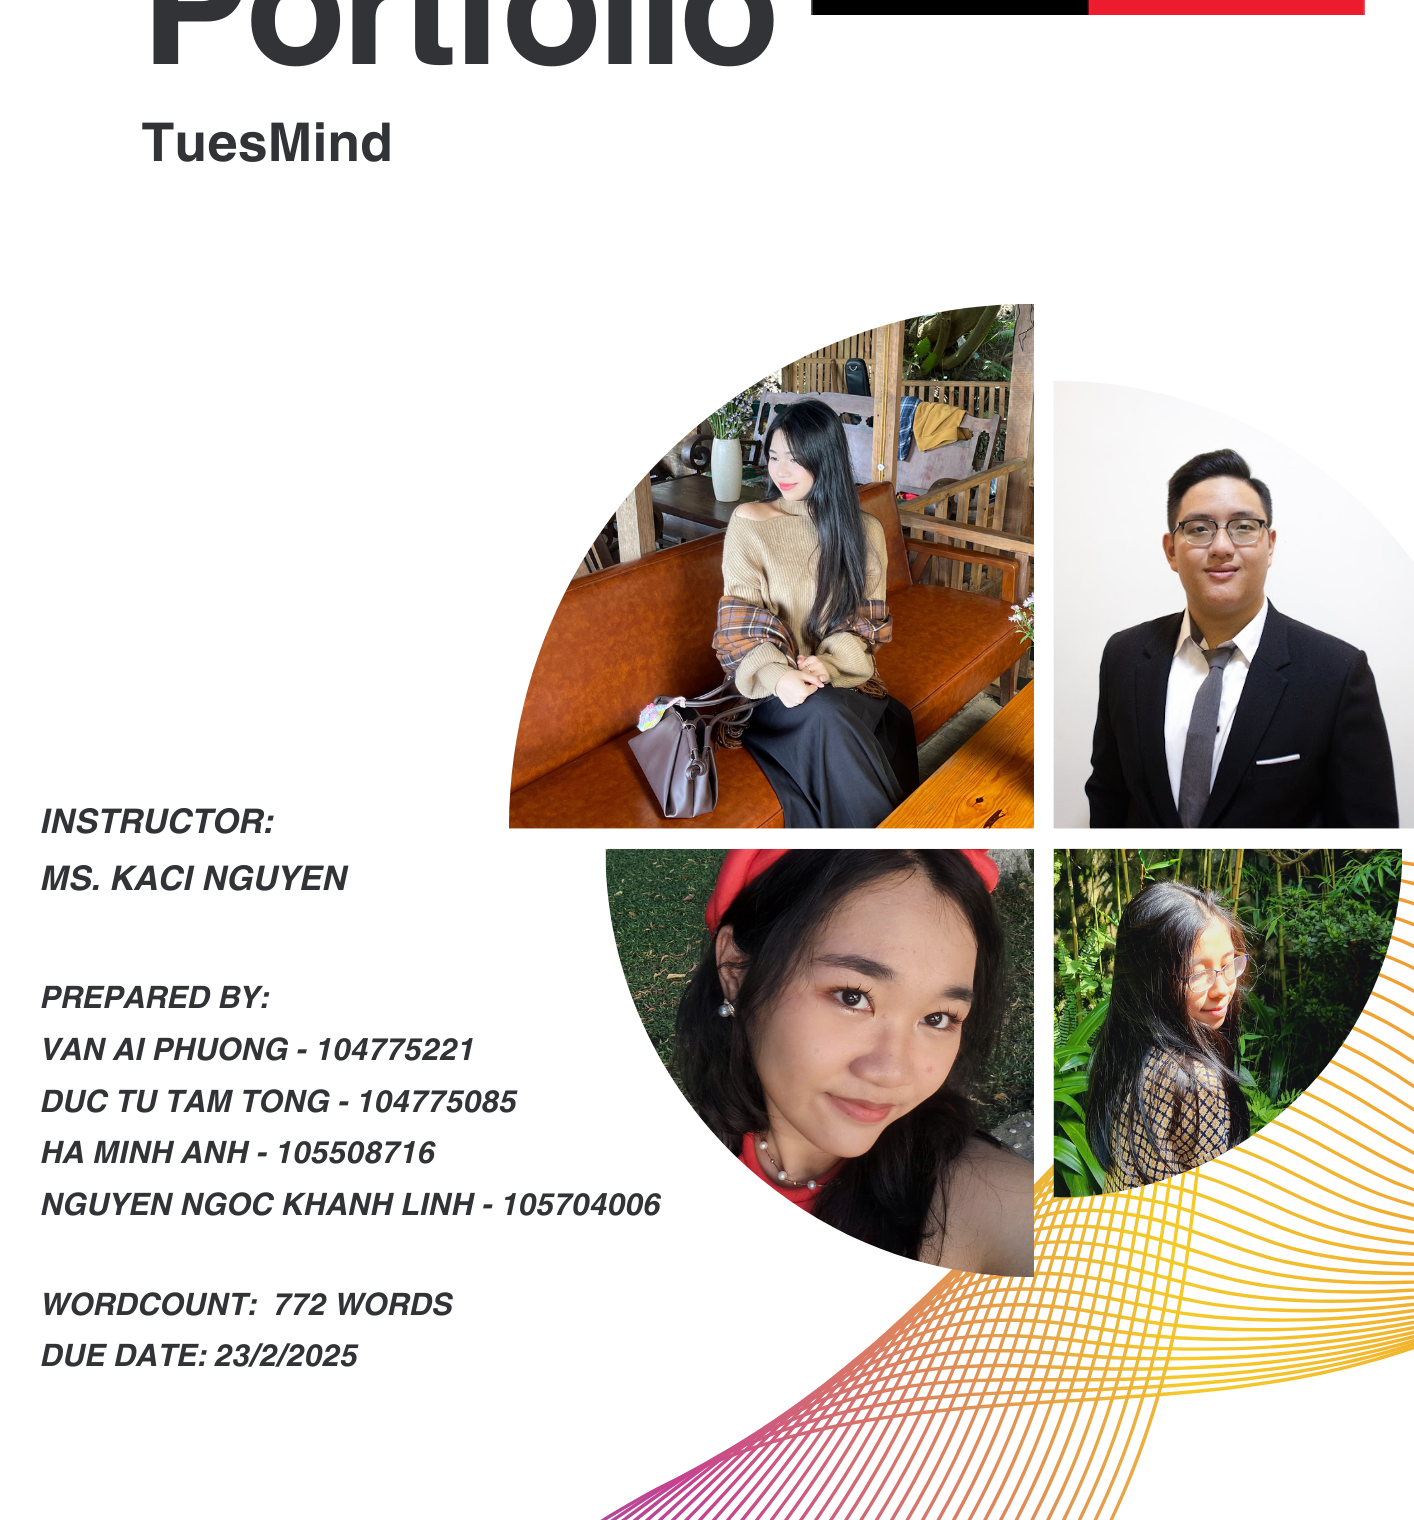 Portfolio
TuesMind
INSTRUCTOR:
MS. KACI NGUYEN
PREPARED BY:
VAN AI PHUONG - 104775221
DUC TU TAM TONG - 104775085
HA MINH ANH - 105508716
NGUYEN NGOC KHANH LINH - 105704006
WORDCOUNT:  772 WORDS
DUE DATE: 23/2/2025